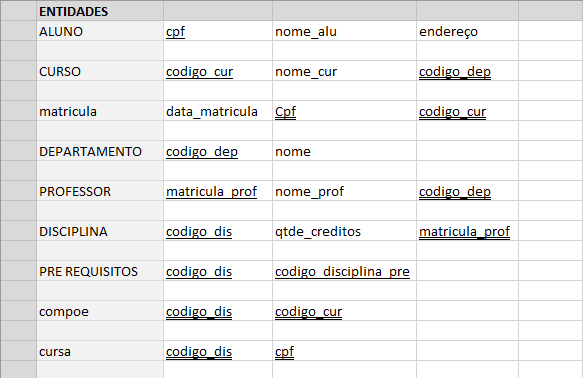 ENTIDADES
ALUNO cpf nome_alu endereço
CURSO codigo_cur nome_cur codigo_dep
matricula data_matricula Cpf codigo_cur
DEPARTAMENTO codigo_dep nome
PROFESSOR matricula_prof nome_prof codigo_dep
DISCIPLINA codigo_dis qtde_creditos matricula_prof
PRE REQUISITOS codigo_dis codigo_disciplina_pre
compoe codigo_dis codigo_cur
cursa codigo_dis cpf